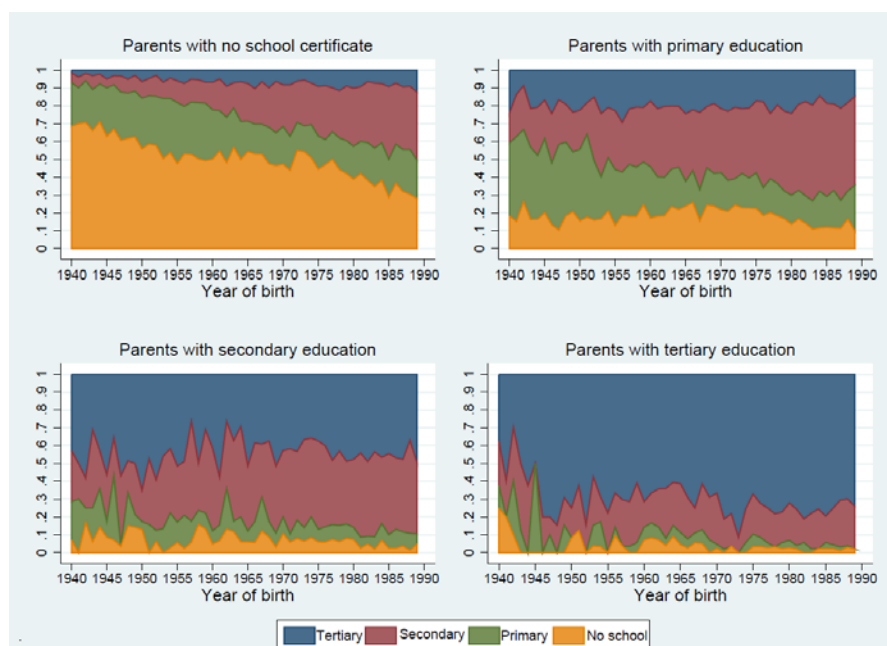 Parents with no school certificate
0 .1 .2 .3 .4 .5 .6 .7 .8 .9 1
1940 1945 1950 1955 1960 1965 1970 1975 1980 1985 1990
Year of birth
Parents with primary education
0 .1 .2 .3 .4 .5 .6 .7 .8 .9 1
1940 1945 1950 1955 1960 1965 1970 1975 1980 1985 1990
Year of birth
Parents with secondary education
0 .1 .2 .3 .4 .5 .6 .7 .8 .9 1
1940 1945 1950 1955 1960 1965 1970 1975 1980 1985 1990
Year of birth
Parents with tertiary education
0 .1 .2 .3 .4 .5 .6 .7 .8 .9 1
1940 1945 1950 1955 1960 1965 1970 1975 1980 1985 1990
Year of birth
Tertiary Secondary Primary No school